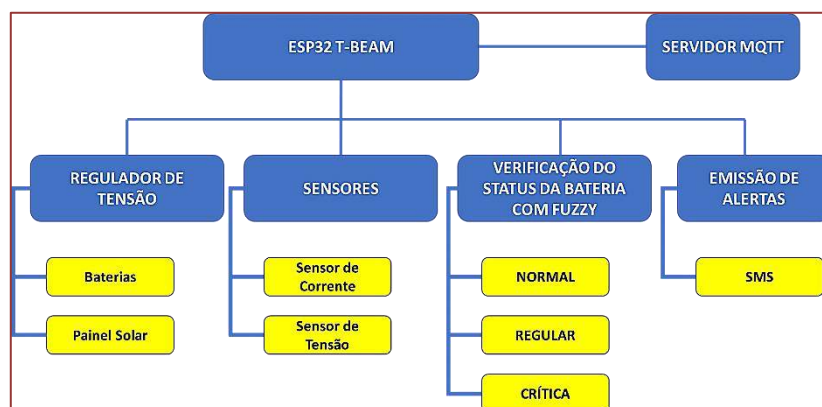 ESP32 T-BEAM
SERVIDOR MQTT
REGULADOR DE
TENSÃO
SENSORES
VERIFICAÇÃO DO
STATUS DA BATERIA
COM FUZZY
EMISSÃO DE
ALERTAS
Baterias
Painel Solar
Sensor de
Corrente
Sensor de
Tensão
NORMAL
REGULAR
CRÍTICA
SMS